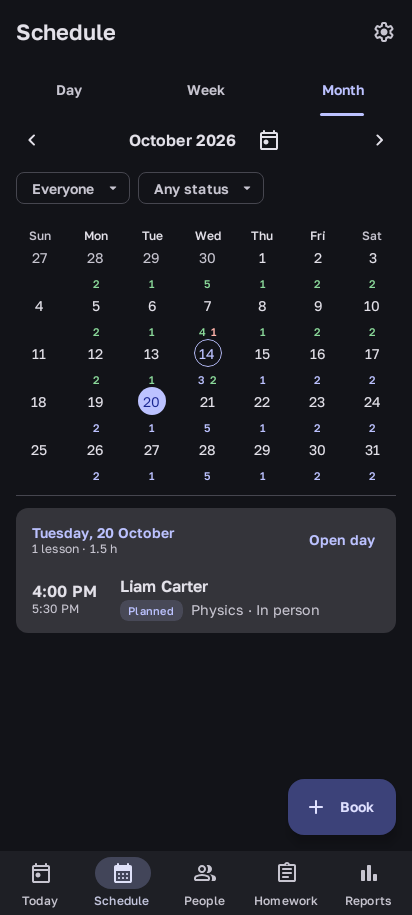 Schedule
Day Week Month
October 2026
Everyone Any status
Sun Mon Tue Wed Thu Fri Sat
27 28 29 30 1 2 3
2 1 5 1 2 2
4 5 6 7 8 9 10
2 1 4 1 1 2 2
11 12 13 14 15 16 17
2 1 3 2 1 2 2
18 19 20 21 22 23 24
2 1 5 1 2 2
25 26 27 28 29 30 31
2 1 5 1 2 2
Tuesday, 20 October
1 lesson · 1.5 h
Open day
4:00 PM Liam Carter
5:30 PM Planned Physics · In person
Book
Today Schedule People Homework Reports